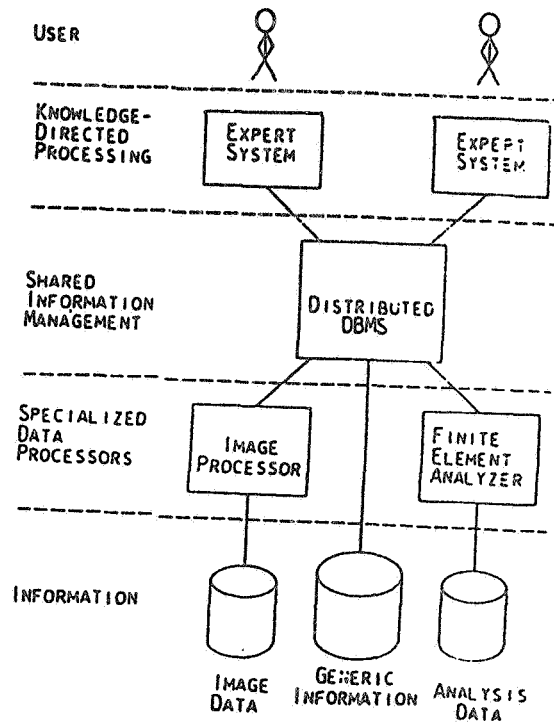 USER
KNOWLEDGE-
DIRECTED
PROCESSING
EXPERT
SYSTEM
EXPERT
SYSTEM
SHARED
INFORMATION
MANAGEMENT
DISTRIBUTED
DBMS
SPECIALIZED
DATA
PROCESSORS
IMAGE
PROCESSOR
FINITE
ELEMENT
ANALYZER
INFORMATION
IMAGE
DATA
GENERIC
INFORMATION
ANALYSIS
DATA